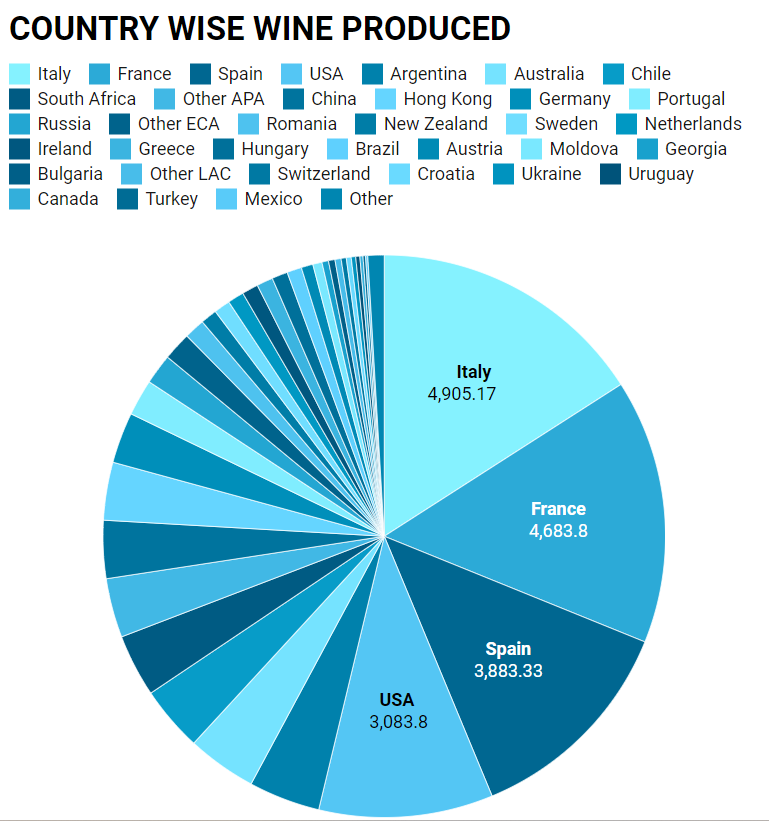 COUNTRY WISE WINE PRODUCED
Italy France Spain USA Argentina Australia Chile
South Africa Other APA China Hong Kong Germany Portugal
Russia Other ECA Romania New Zealand Sweden Netherlands
Ireland Greece Hungary Brazil Austria Moldova Georgia
Bulgaria Other LAC Switzerland Croatia Ukraine Uruguay
Canada Turkey Mexico Other
Italy
4,905.17
France
4,683.8
Spain
3,883.33
USA
3,083.8